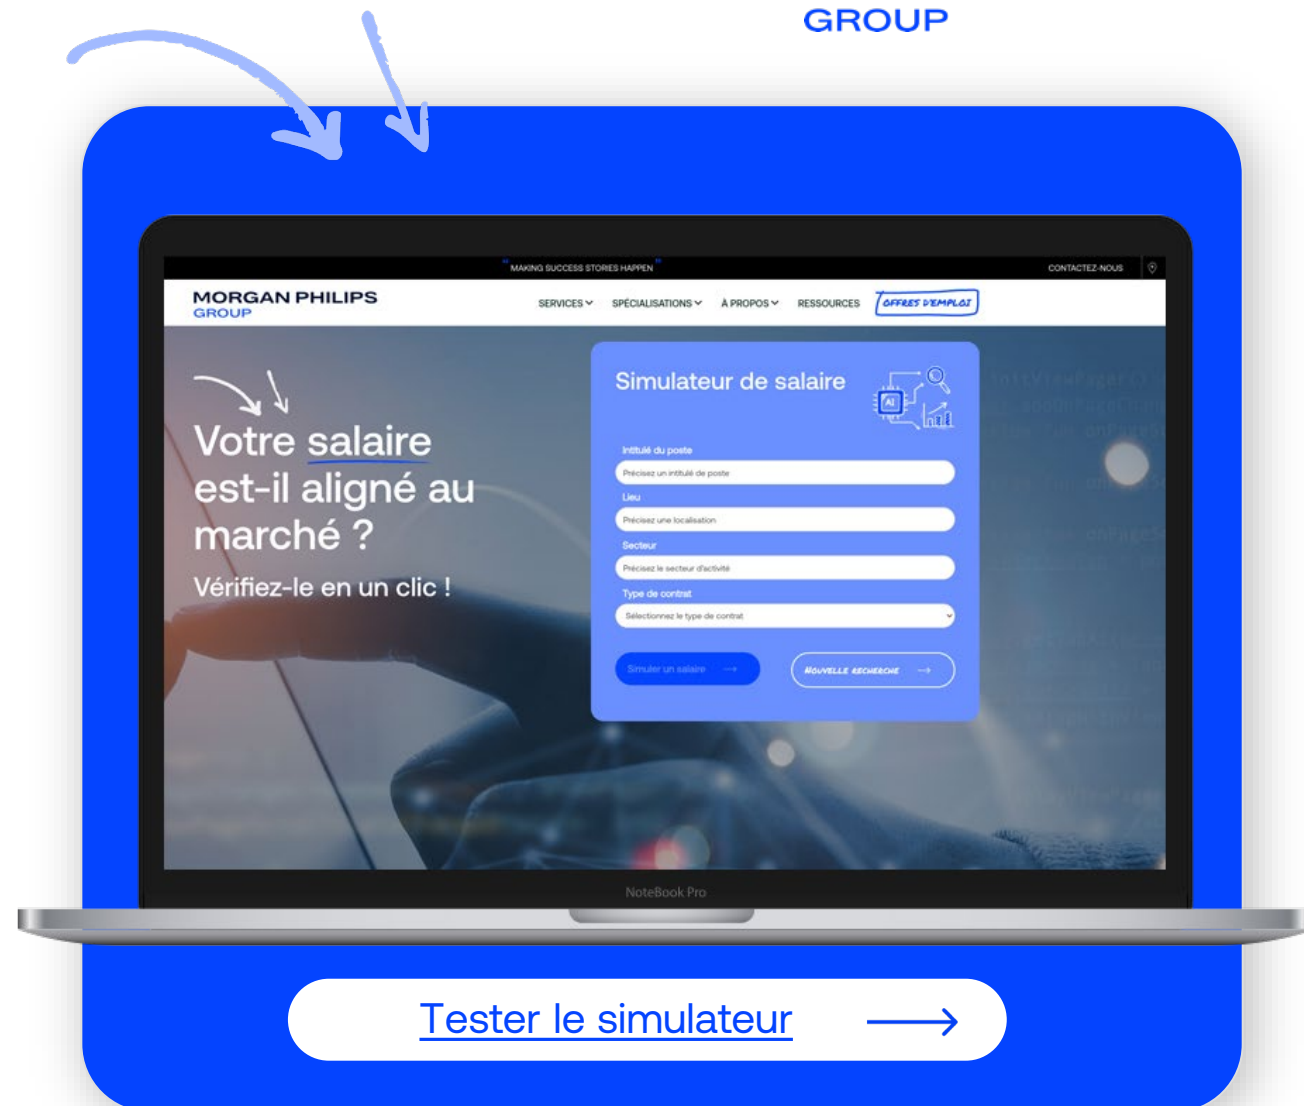 GROUP
“MAKING SUCCESS STORIES HAPPEN”
CONTACTEZ-NOUS
MORGAN PHILIPS
GROUP
SERVICES
SPÉCIALISATIONS
À PROPOS
RESSOURCES
OFFRES D'EMPLOI
Votre salaire
est-il aligné au
marché ?
Vérifiez-le en un clic !
Simulateur de salaire
AI
Intitulé du poste
Précisez un intitulé de poste
Lieu
Précisez une localisation
Secteur
Précisez le secteur d'activité
Type de contrat
Sélectionnez le type de contrat
Simuler un salaire
NOUVELLE RECHERCHE
NoteBook Pro
Tester le simulateur